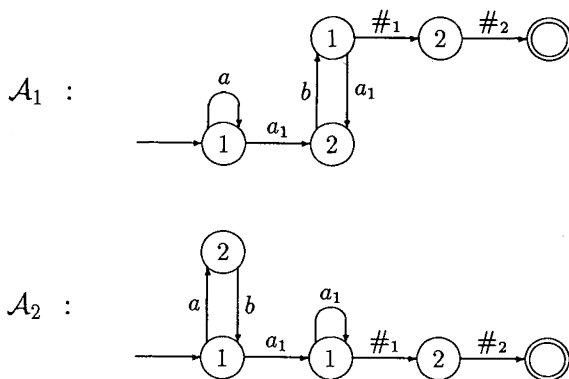 1 #₁ 2 #₂
𝒜₁ : a b a₁
1 a₁ 2
2
𝒜₂ : a b a₁
1 a₁ 1 #₁ 2 #₂